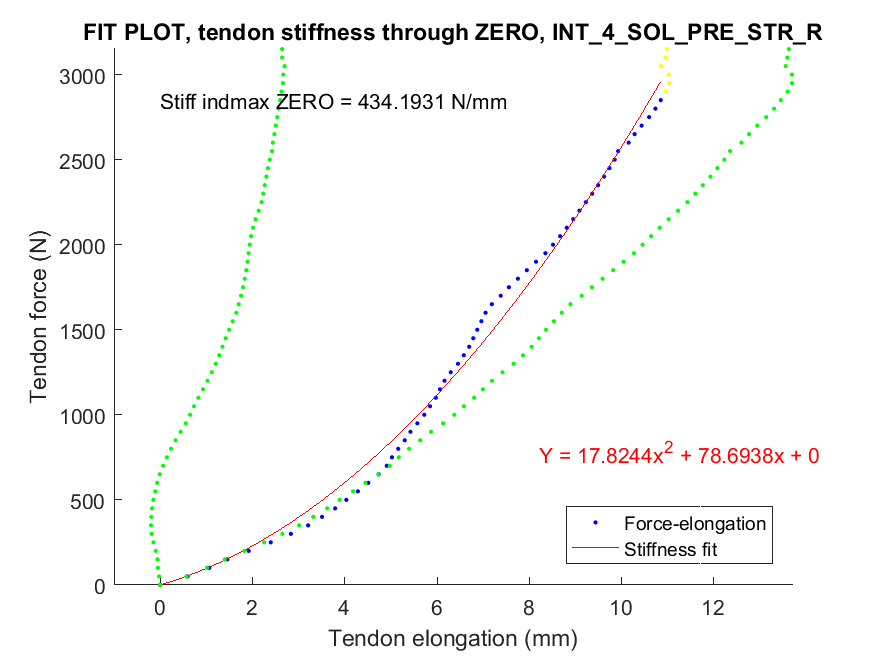 FIT PLOT, tendon stiffness through ZERO, INT_4_SOL_PRE_STR_R
Stiff indmax ZERO = 434.1931 N/mm
Tendon force (N)
3000
2500
2000
1500
1000
500
0
Y = 17.8244x² + 78.6938x + 0
Force-elongation
Stiffness fit
0 2 4 6 8 10 12
Tendon elongation (mm)